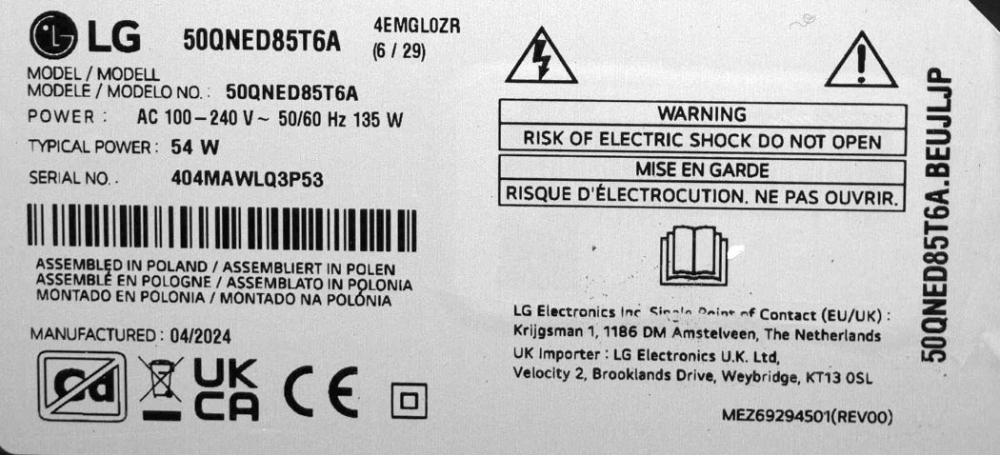 LG 50QNED85T6A 4EMGL0ZR
(6 / 29)
MODEL / MODELL
MODELE / MODELO NO. : 50QNED85T6A
POWER : AC 100-240 V ~ 50/60 Hz 135 W
TYPICAL POWER : 54 W
SERIAL NO. . 404MAWLQ3P53
ASSEMBLED IN POLAND / ASSEMBLIERT IN POLEN
ASSEMBLÉ EN POLOGNE / ASSEMBLATO IN POLONIA
MONTADO EN POLONIA / MONTADO NA POLÓNIA
MANUFACTURED : 04/2024
Cd
UK
CA
CE
WARNING
RISK OF ELECTRIC SHOCK DO NOT OPEN
MISE EN GARDE
RISQUE D'ÉLECTROCUTION. NE PAS OUVRIR.
LG Electronics Inc Single Point of Contact (EU/UK) :
Krijgsman 1, 1186 DM Amstelveen, The Netherlands
UK Importer : LG Electronics U.K. Ltd,
Velocity 2, Brooklands Drive, Weybridge, KT13 0SL
MEZ69294501(REV00)
50QNED85T6A.BEUJLJP